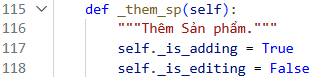 115 def _them_sp(self):
116 """Thêm Sản phẩm."""
117 self._is_adding = True
118 self._is_editing = False